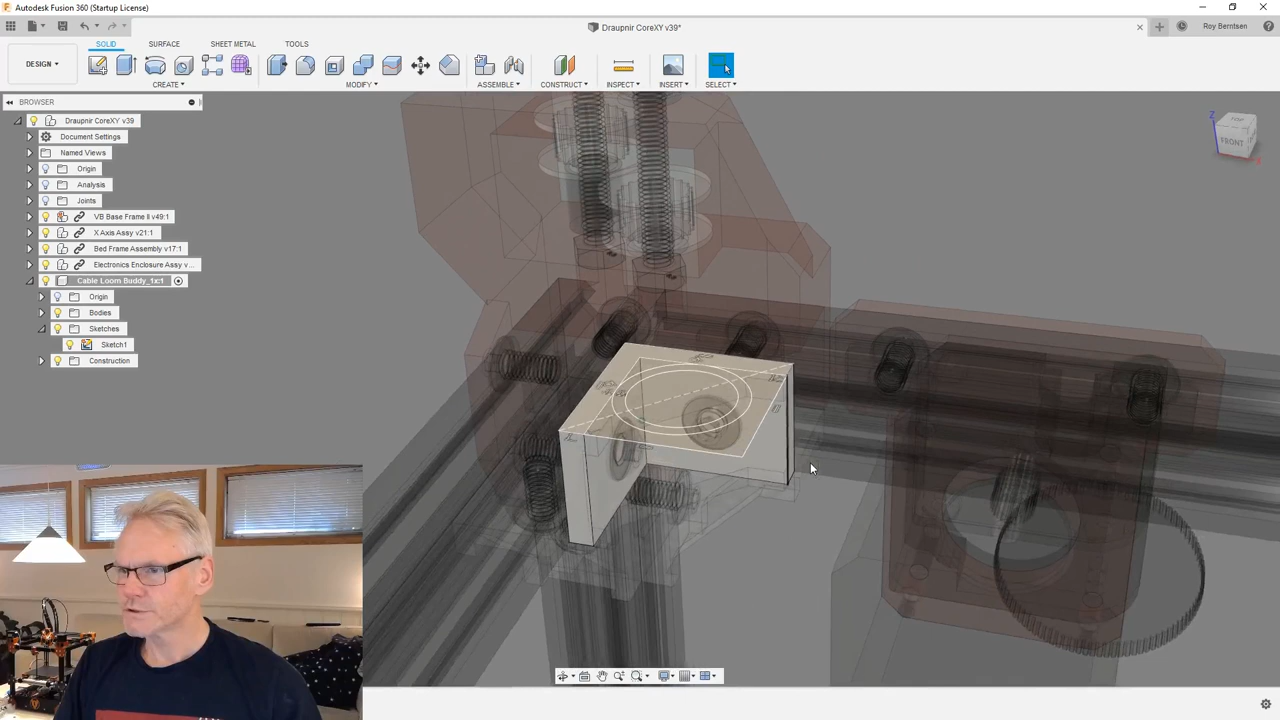 Autodesk Fusion 360 (Startup License)
Draupnir CoreXY v39*
Roy Berntsen
SOLID SURFACE SHEET METAL TOOLS
DESIGN
CREATE MODIFY ASSEMBLE CONSTRUCT INSPECT INSERT SELECT
BROWSER
Draupnir CoreXY v39
Document Settings
Named Views
Origin
Analysis
Joints
VB Base Frame II v49:1
X Axis Assy v21:1
Bed Frame Assembly v17:1
Electronics Enclosure Assy v...
Cable Loom Buddy_1x:1
Origin
Bodies
Sketches
Sketch1
Construction
Z
TOP
FRONT